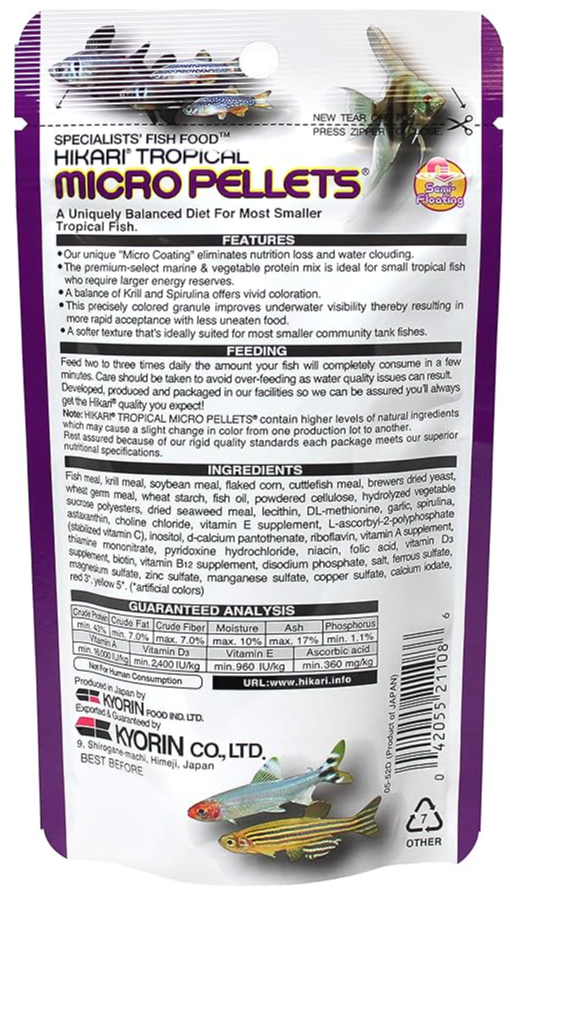 NEW TEAR OFF TOP
PRESS ZIPPER TO CLOSE
SPECIALISTS' FISH FOOD™
HIKARI® TROPICAL
MICRO PELLETS®
Semi-
Floating
A Uniquely Balanced Diet For Most Smaller
Tropical Fish.
FEATURES
•Our unique "Micro Coating" eliminates nutrition loss and water clouding.
•The premium-select marine & vegetable protein mix is ideal for small tropical fish
who require larger energy reserves.
•A balance of Krill and Spirulina offers vivid coloration.
•This precisely colored granule improves underwater visibility thereby resulting in
more rapid acceptance with less uneaten food.
•A softer texture that's ideally suited for most smaller community tank fishes.
FEEDING
Feed two to three times daily the amount your fish will completely consume in a few
minutes. Care should be taken to avoid over-feeding as water quality issues can result.
Developed, produced and packaged in our facilities so we can be assured you'll always
get the Hikari® quality you expect!
Note: HIKARI® TROPICAL MICRO PELLETS® contain higher levels of natural ingredients
which may cause a slight change in color from one production lot to another.
Rest assured because of our rigid quality standards each package meets our superior
nutritional specifications.
INGREDIENTS
Fish meal, krill meal, soybean meal, flaked corn, cuttlefish meal, brewers dried yeast,
wheat germ meal, wheat starch, fish oil, powdered cellulose, hydrolyzed vegetable
sucrose polyesters, dried seaweed meal, lecithin, DL-methionine, garlic, spirulina,
astaxanthin, choline chloride, vitamin E supplement, L-ascorbyl-2-polyphosphate
(stabilized vitamin C), inositol, d-calcium pantothenate, riboflavin, vitamin A supplement,
thiamine mononitrate, pyridoxine hydrochloride, niacin, folic acid, vitamin D3
supplement, biotin, vitamin B12 supplement, disodium phosphate, salt, ferrous sulfate,
magnesium sulfate, zinc sulfate, manganese sulfate, copper sulfate, calcium iodate,
red 3*, yellow 5*. (*artificial colors)
GUARANTEED ANALYSIS
Crude Protein Crude Fat Crude Fiber Moisture Ash Phosphorus
min. 43% min. 7.0% max. 7.0% max. 10% max. 17% min. 1.1%
Vitamin A Vitamin D3 Vitamin E Ascorbic acid
min. 16,000 IU/kg min. 2,400 IU/kg min. 960 IU/kg min. 360 mg/kg
Not For Human Consumption
URL:www.hikari.info
Produced in Japan by
KYORIN FOOD IND. LTD.
Exported & Guaranteed by
KYORIN CO., LTD.
9, Shirogane-machi, Himeji, Japan
BEST BEFORE
05-52D (Product of JAPAN)
0 42055 21108 6
7
OTHER